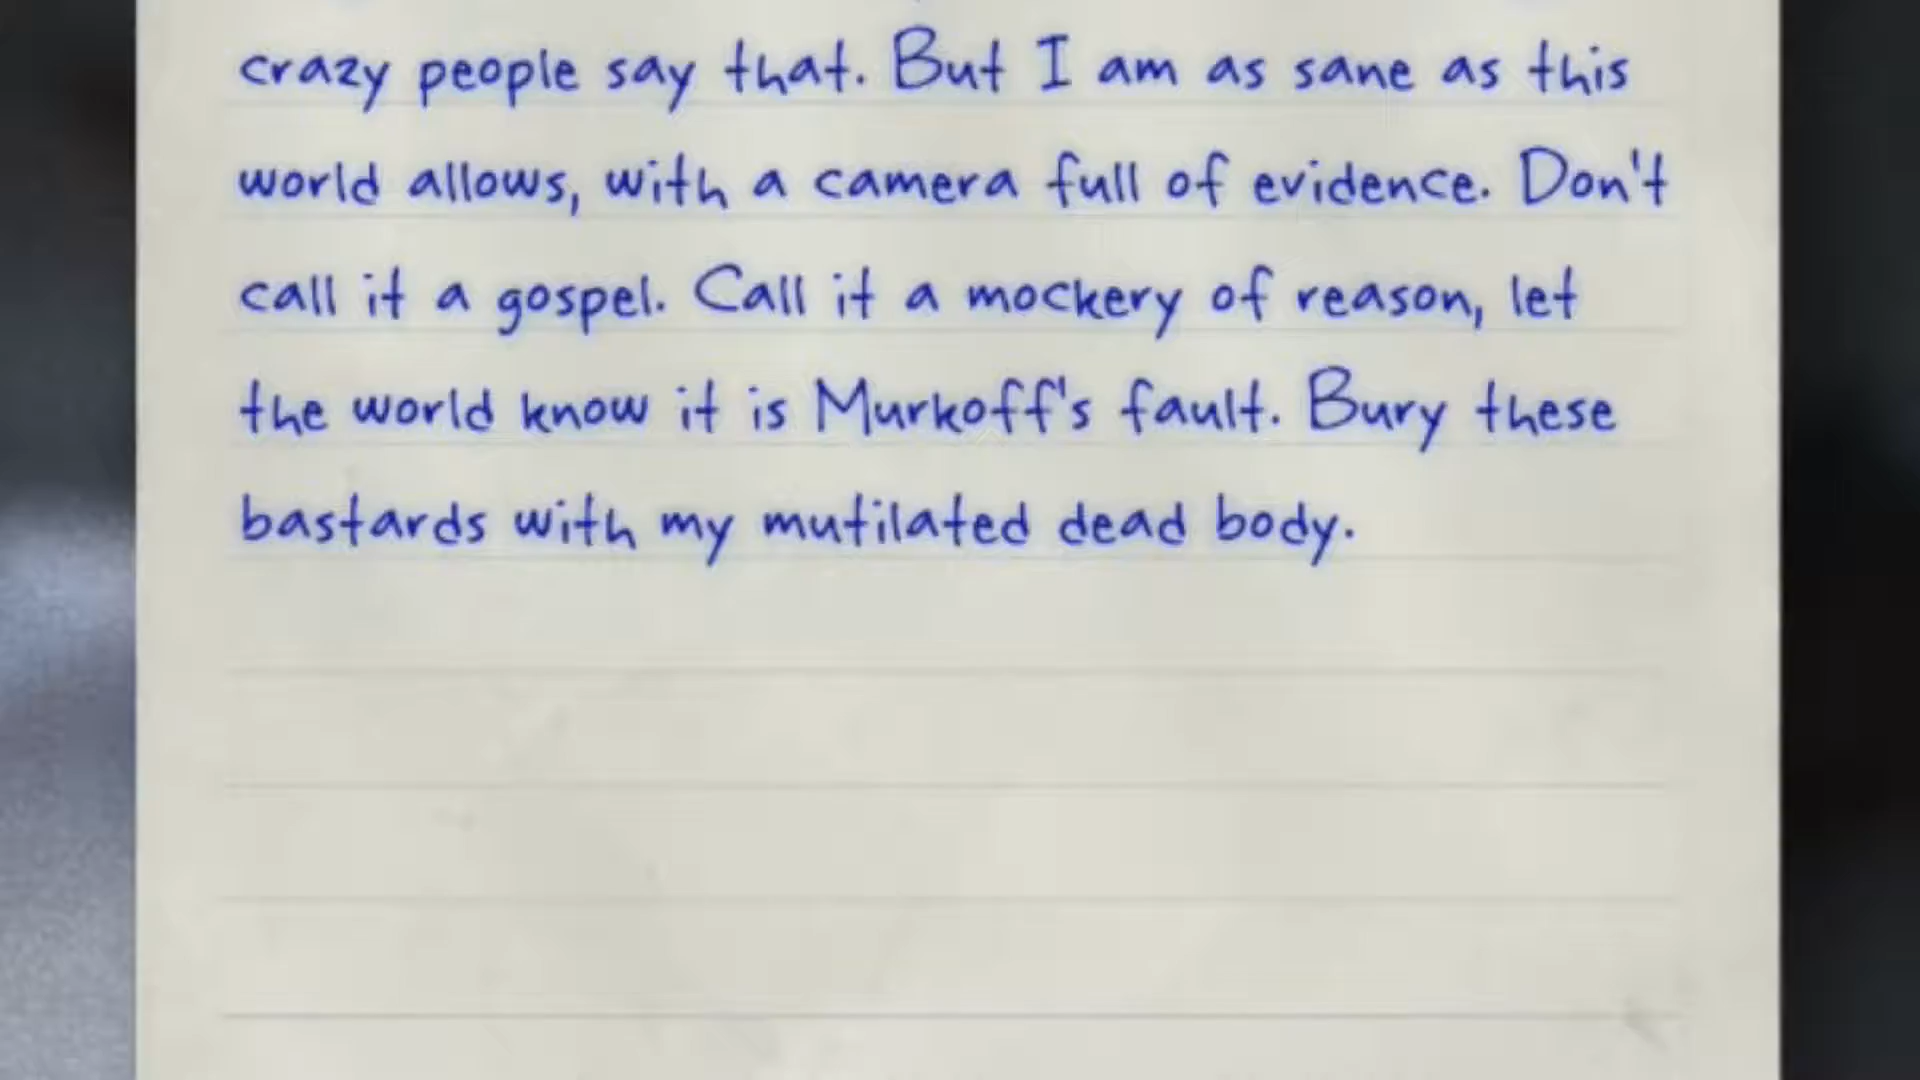 crazy people say that. But I am as sane as this
world allows, with a camera full of evidence. Don't
call it a gospel. Call it a mockery of reason, let
the world know it is Murkoff's fault. Bury these
bastards with my mutilated dead body.